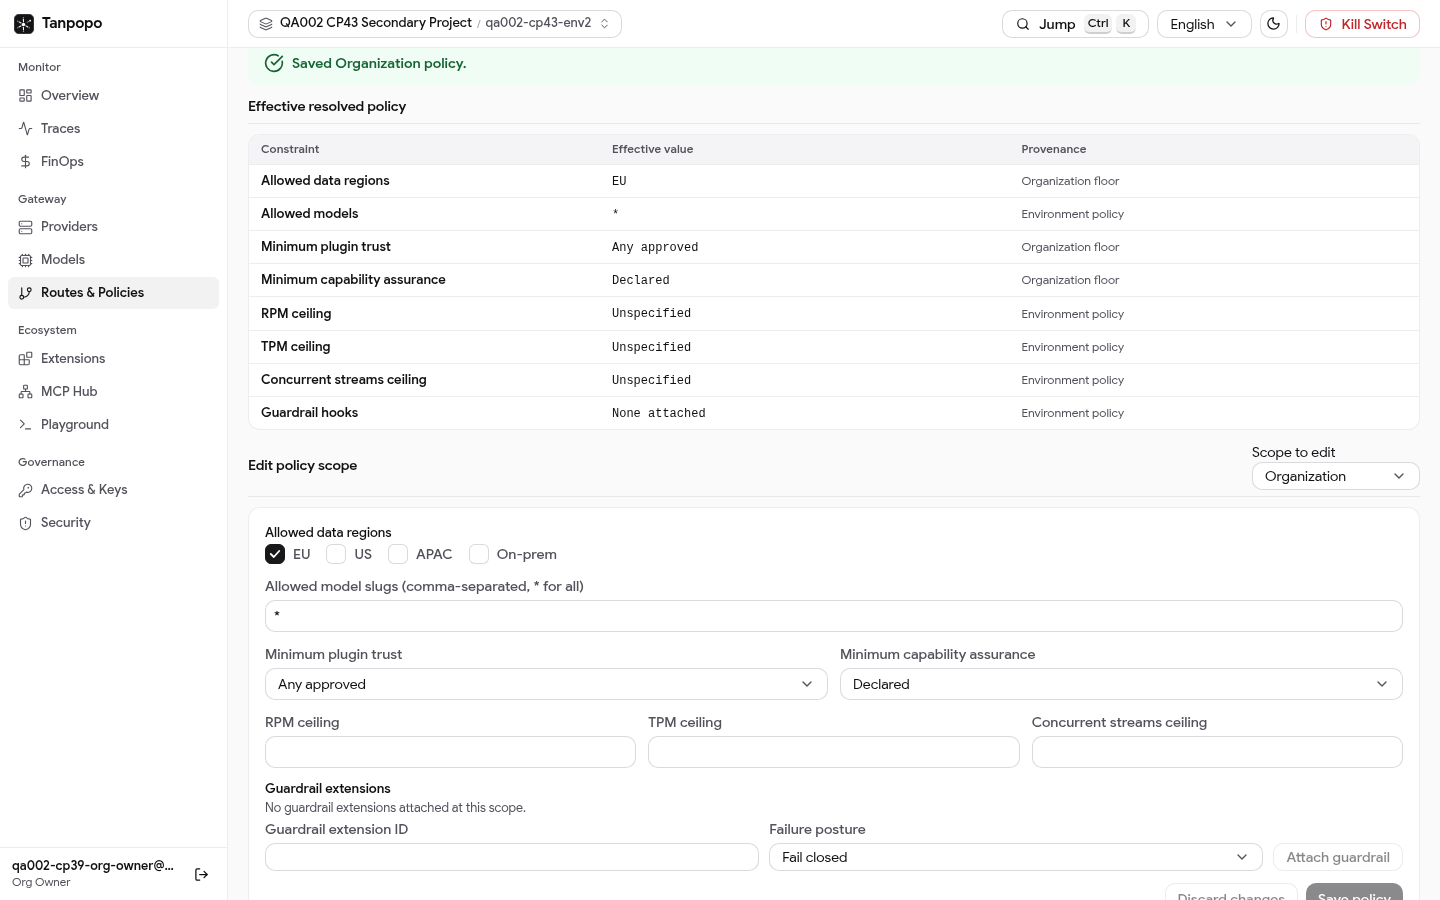 Tanpopo
QA002 CP43 Secondary Project / qa002-cp43-env2
Jump Ctrl K
English
Kill Switch
Monitor
Overview
Traces
FinOps
Gateway
Providers
Models
Routes & Policies
Ecosystem
Extensions
MCP Hub
Playground
Governance
Access & Keys
Security
qa002-cp39-org-owner@...
Org Owner
Saved Organization policy.
Effective resolved policy
Constraint Effective value Provenance
Allowed data regions EU Organization floor
Allowed models * Environment policy
Minimum plugin trust Any approved Organization floor
Minimum capability assurance Declared Organization floor
RPM ceiling Unspecified Environment policy
TPM ceiling Unspecified Environment policy
Concurrent streams ceiling Unspecified Environment policy
Guardrail hooks None attached Environment policy
Edit policy scope
Scope to edit
Organization
Allowed data regions
EU US APAC On-prem
Allowed model slugs (comma-separated, * for all)
*
Minimum plugin trust Minimum capability assurance
Any approved Declared
RPM ceiling TPM ceiling Concurrent streams ceiling
Guardrail extensions
No guardrail extensions attached at this scope.
Guardrail extension ID Failure posture
Fail closed Attach guardrail
Discard changes Save policy